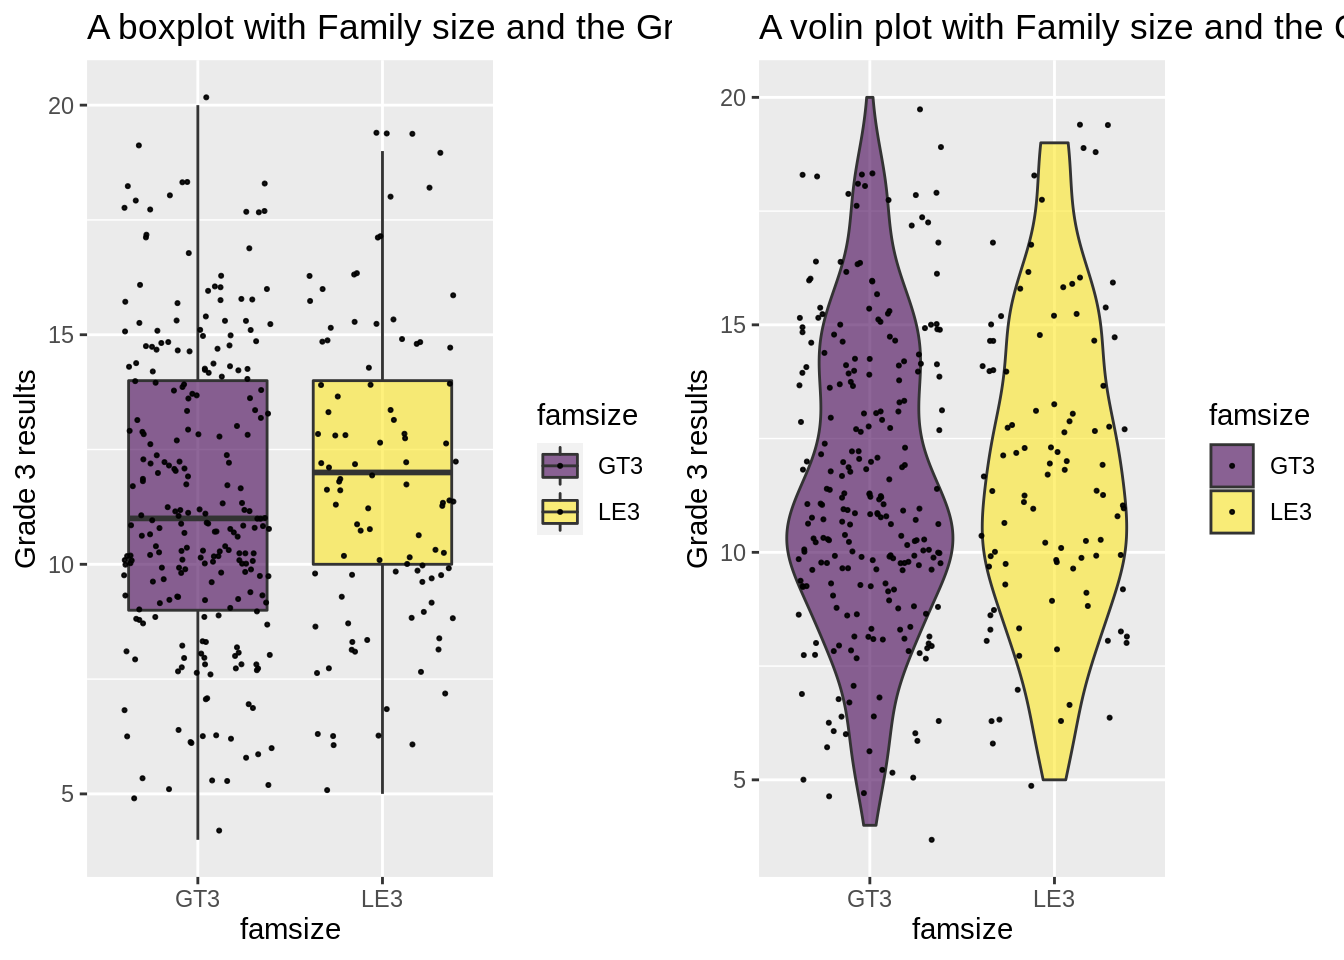 A boxplot with Family size and the Gr
20
15
10
5
Grade 3 results
GT3
LE3
famsize
famsize
GT3
LE3
A volin plot with Family size and the
20
15
10
5
Grade 3 results
GT3
LE3
famsize
famsize
GT3
LE3